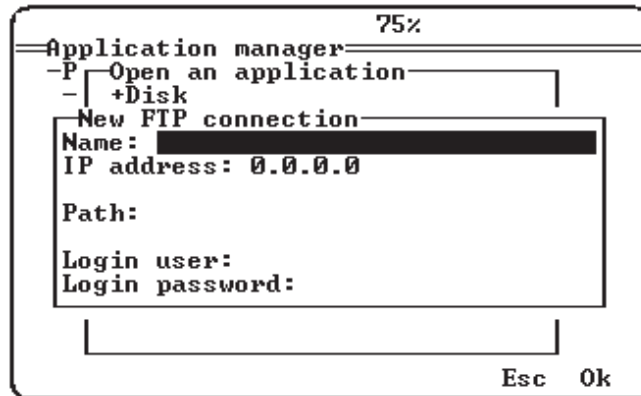 75%
Application manager
-P Open an application
- +Disk
New FTP connection
Name:
IP address: 0.0.0.0
Path:
Login user:
Login password:
Esc Ok